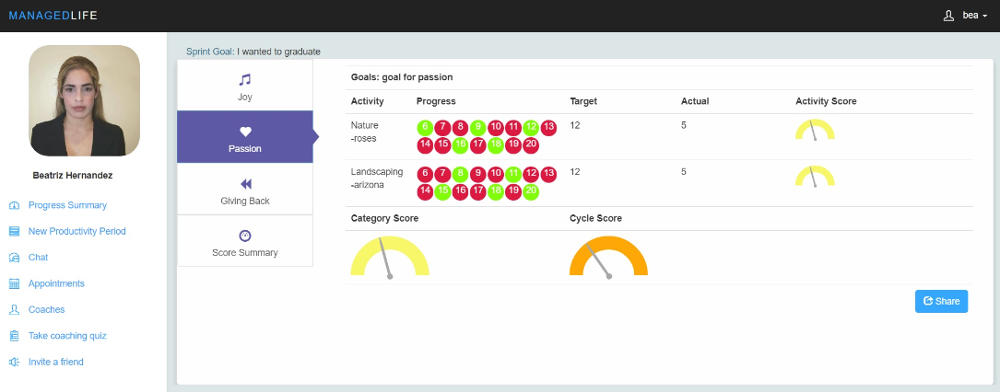 MANAGEDLIFE
bea
Sprint Goal: I wanted to graduate
Beatriz Hernandez
Progress Summary
New Productivity Period
Chat
Appointments
Coaches
Take coaching quiz
Invite a friend
Joy
Passion
Giving Back
Score Summary
Goals: goal for passion
Activity Progress Target Actual Activity Score
Nature 6 7 8 9 10 11 12 13 12 5
-roses 14 15 16 17 18 19 20
Landscaping 6 7 8 9 10 11 12 13 12 5
-arizona 14 15 16 17 18 19 20
Category Score Cycle Score
Share